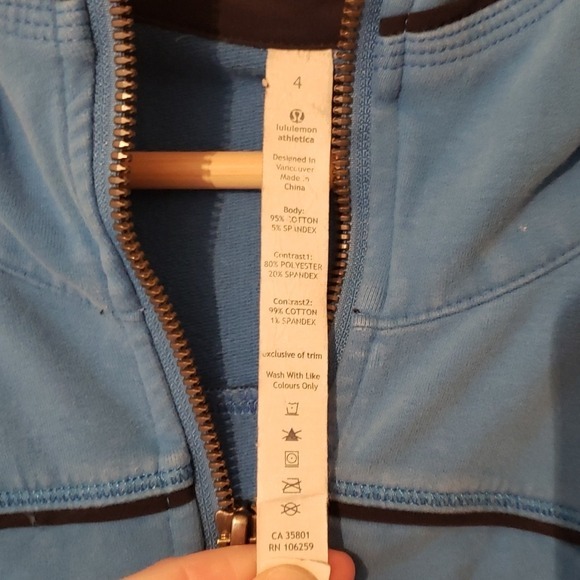 4
lululemon
athletica
Designed in
Vancouver
Made in
China
Body:
95% COTTON
5% SPANDEX
Contrast1:
80% POLYESTER
20% SPANDEX
Contrast2:
99% COTTON
1% SPANDEX
exclusive of trim
Wash With Like
Colours Only
CA 35801
RN 106259